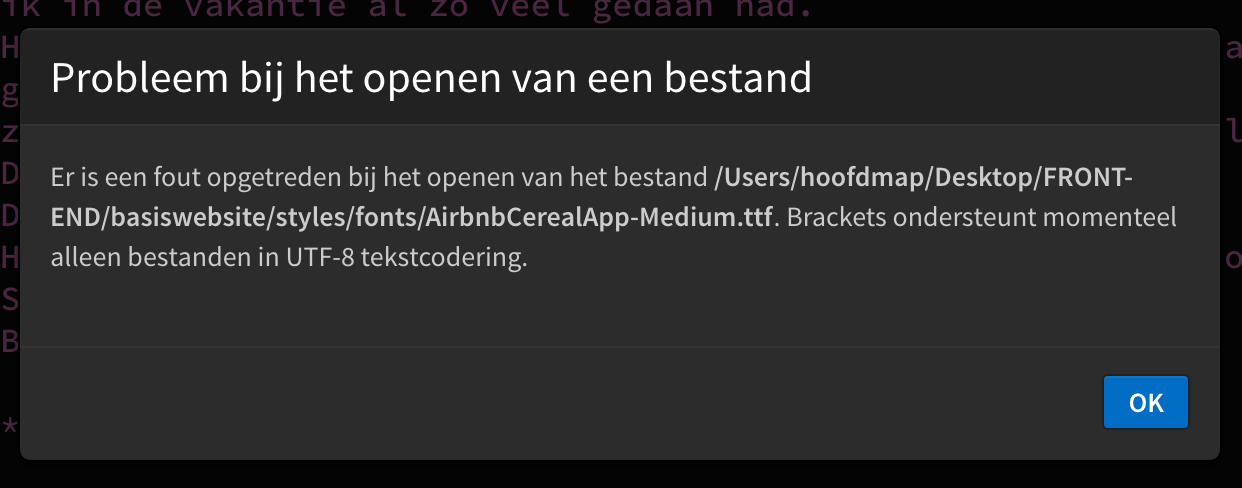 ik in de vakantie al zo veel gedaan had.
Probleem bij het openen van een bestand
Er is een fout opgetreden bij het openen van het bestand /Users/hoofdmap/Desktop/FRONT-
END/basiswebsite/styles/fonts/AirbnbCerealApp-Medium.ttf. Brackets ondersteunt momenteel
alleen bestanden in UTF-8 tekstcodering.
OK